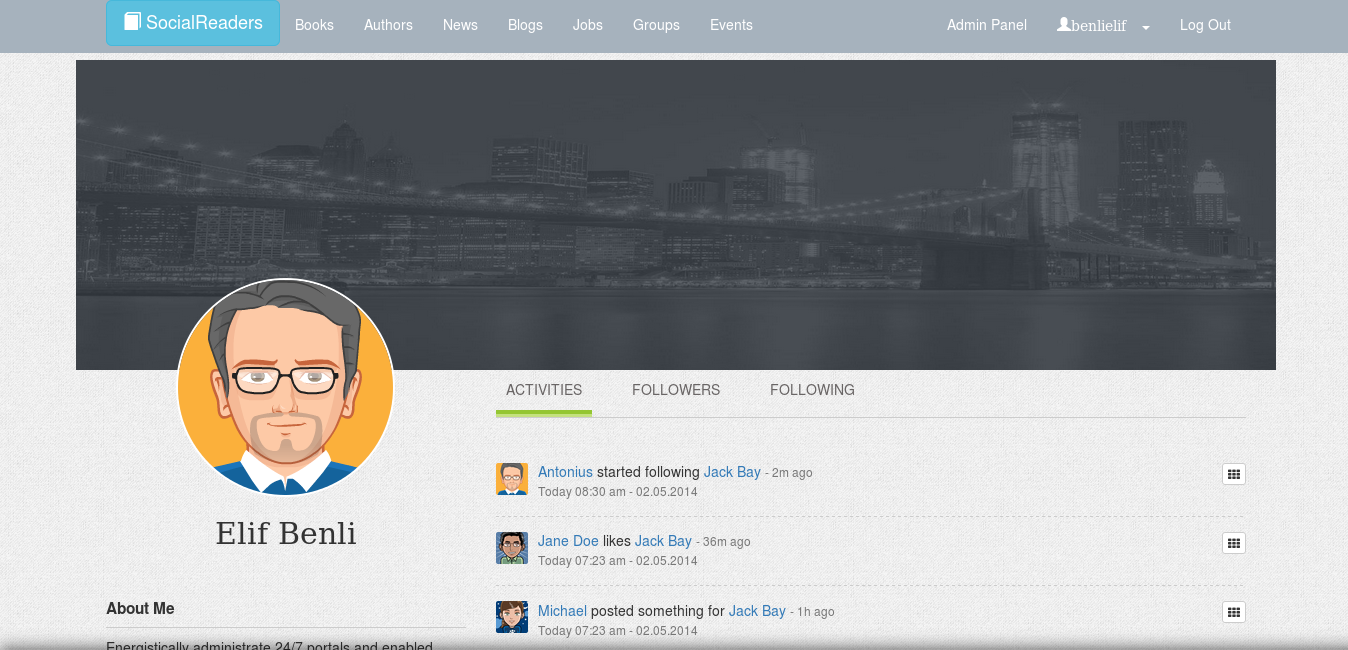 SocialReaders Books Authors News Blogs Jobs Groups Events Admin Panel benlielif Log Out
ACTIVITIES FOLLOWERS FOLLOWING
Antonius started following Jack Bay - 2m ago
Today 08:30 am - 02.05.2014
Jane Doe likes Jack Bay - 36m ago
Today 07:23 am - 02.05.2014
Michael posted something for Jack Bay - 1h ago
Today 07:23 am - 02.05.2014
Elif Benli
About Me
Energistically administrate 24/7 portals and enabled